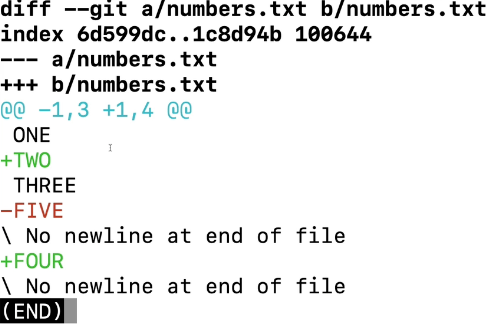 diff --git a/numbers.txt b/numbers.txt
index 6d599dc..1c8d94b 100644
--- a/numbers.txt
+++ b/numbers.txt
@@ -1,3 +1,4 @@
 ONE
+TWO
 THREE
-FIVE
\ No newline at end of file
+FOUR
\ No newline at end of file
(END)